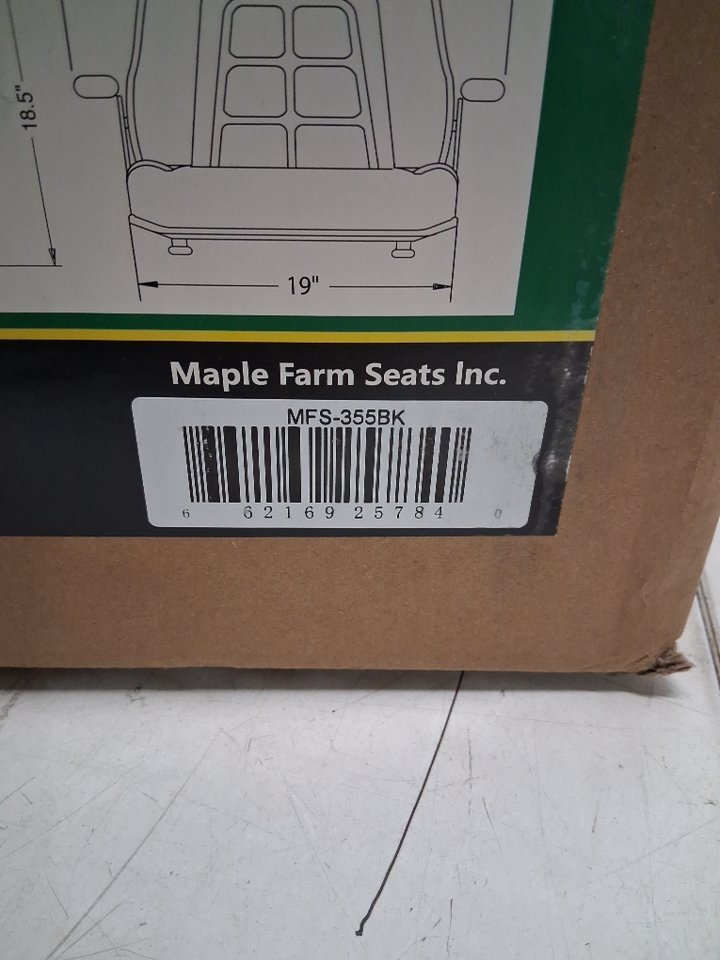 18.5"
19"
Maple Farm Seats Inc.
MFS-355BK
6 62169 25784 0